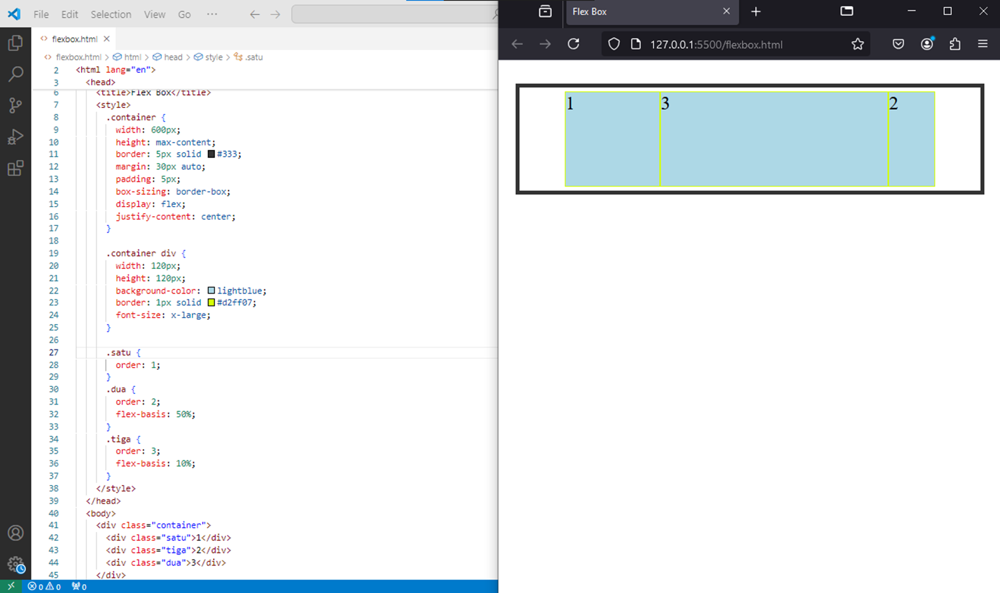 File Edit Selection View Go ···
flexbox.html
flexbox.html > html > head > style > .satu
2 <html lang="en">
3 <head>
6 <title>Flex Box</title>
7 <style>
8 .container {
9 width: 600px;
10 height: max-content;
11 border: 5px solid #333;
12 margin: 30px auto;
13 padding: 5px;
14 box-sizing: border-box;
15 display: flex;
16 justify-content: center;
17 }
18
19 .container div {
20 width: 120px;
21 height: 120px;
22 background-color: lightblue;
23 border: 1px solid #d2ff07;
24 font-size: x-large;
25 }
26
27 .satu {
28 order: 1;
29 }
30 .dua {
31 order: 2;
32 flex-basis: 50%;
33 }
34 .tiga {
35 order: 3;
36 flex-basis: 10%;
37 }
38 </style>
39 </head>
40 <body>
41 <div class="container">
42 <div class="satu">1</div>
43 <div class="tiga">2</div>
44 <div class="dua">3</div>
45 </div>
0 0 0
Flex Box
127.0.0.1:5500/flexbox.html
1 3 2